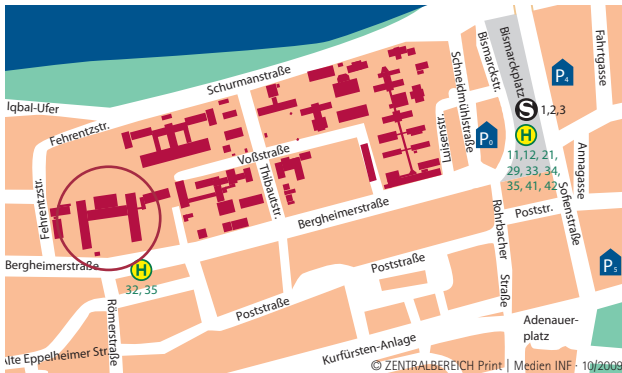 Schurmanstraße
Iqbal-Ufer
Fehrentzstr.
Fehrentzstr.
Voßstraße
Thibautstr.
Bergheimerstraße
Bergheimerstraße
H
32, 35
Römerstraße
Alte Eppelheimer Str.
Poststraße
Poststraße
Kurfürsten-Anlage
Luisenstr.
Schneidmühlstraße
Bismarckstr.
Bismarckplatz
S 1,2,3
H
11,12, 21,
29, 33, 34,
35, 41, 42
P0
P4
P5
Fahrtgasse
Annagasse
Sofienstraße
Poststr.
Rohrbacher
Straße
Adenauer-
platz
© ZENTRALBEREICH Print | Medien INF · 10/2009